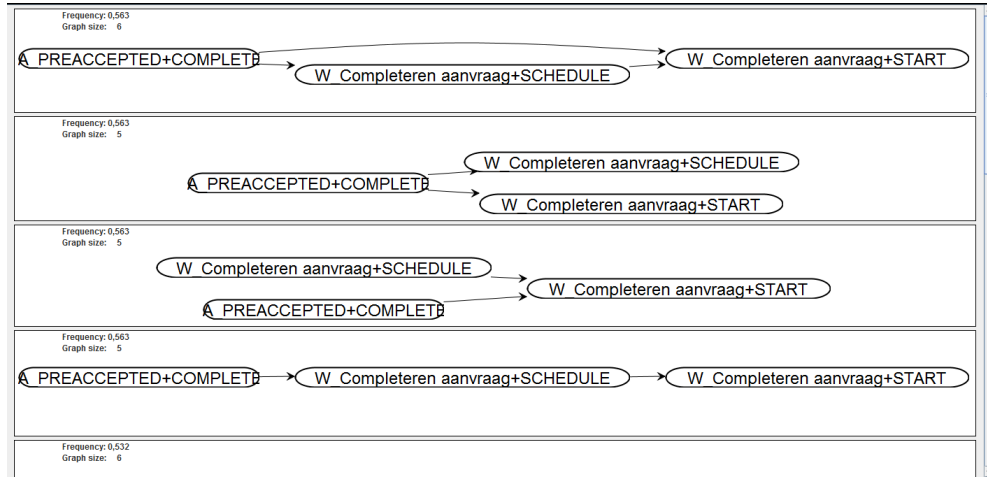 Frequency: 0,563
Graph size: 6
A_PREACCEPTED+COMPLETE
W_Completeren aanvraag+SCHEDULE
W_Completeren aanvraag+START
Frequency: 0,563
Graph size: 5
W_Completeren aanvraag+SCHEDULE
A_PREACCEPTED+COMPLETE
W_Completeren aanvraag+START
Frequency: 0,563
Graph size: 5
W_Completeren aanvraag+SCHEDULE
W_Completeren aanvraag+START
A_PREACCEPTED+COMPLETE
Frequency: 0,563
Graph size: 5
A_PREACCEPTED+COMPLETE
W_Completeren aanvraag+SCHEDULE
W_Completeren aanvraag+START
Frequency: 0,532
Graph size: 6